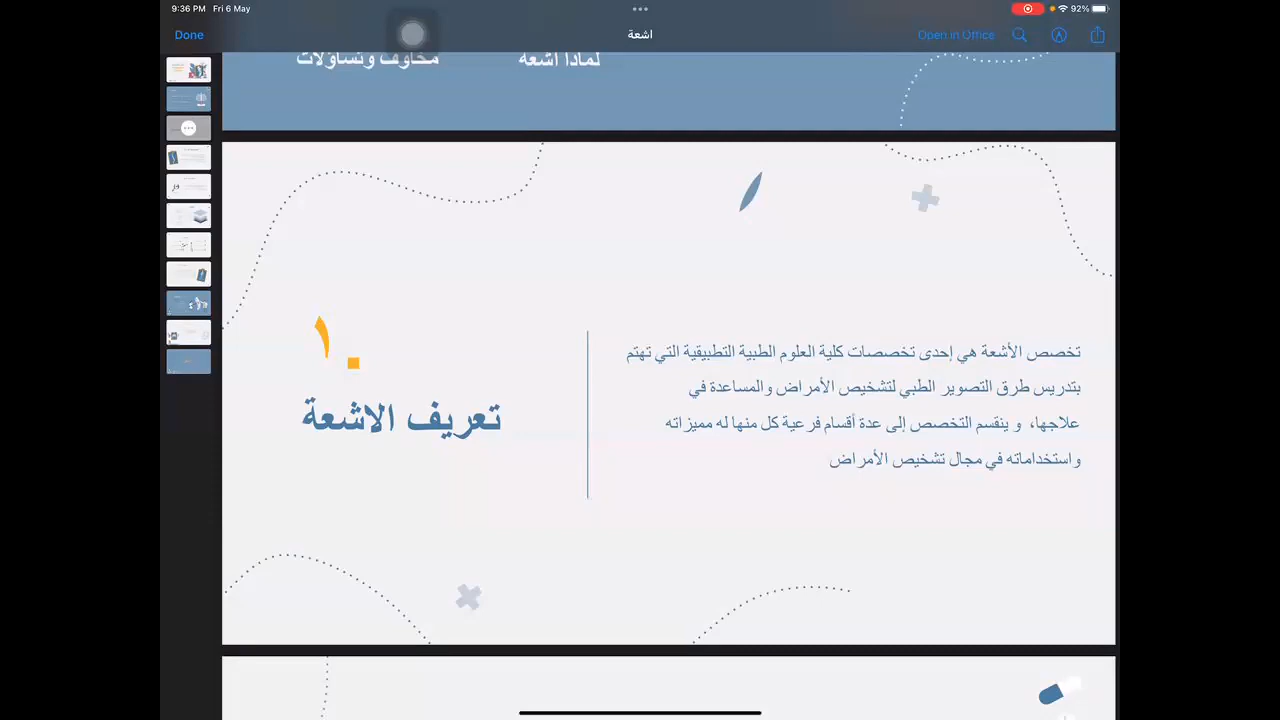 9:36 PM Fri 6 May
92%
Done
اشعة
Open in Office
لماذا اشعة
مخاوف وتساؤلات
١.
تعريف الاشعة
تخصص الأشعة هي إحدى تخصصات كلية العلوم الطبية التطبيقية التي تهتم
بتدريس طرق التصوير الطبي لتشخيص الأمراض والمساعدة في
علاجها، و ينقسم التخصص إلى عدة أقسام فرعية كل منها له مميزاته
واستخداماته في مجال تشخيص الأمراض